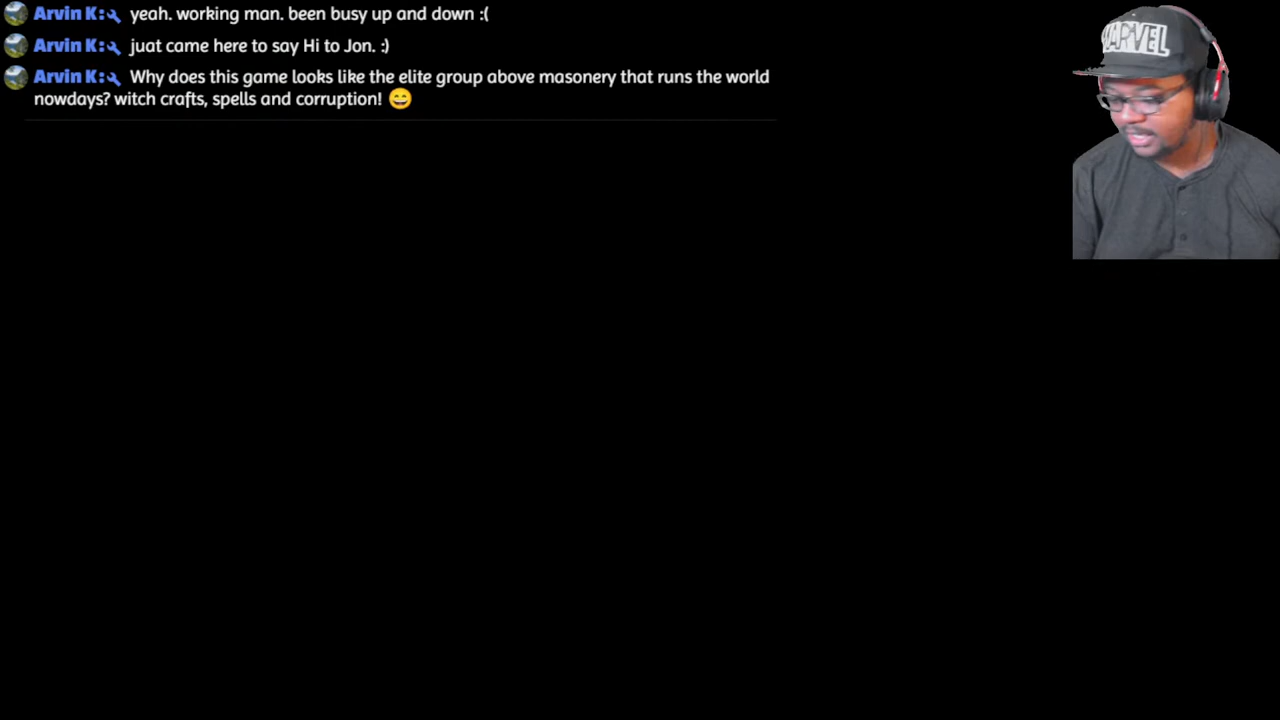 Arvin K: yeah. working man. been busy up and down :(
Arvin K: juat came here to say Hi to Jon. :)
Arvin K: Why does this game looks like the elite group above masonery that runs the world
nowdays? witch crafts, spells and corruption! 😄
MARVEL